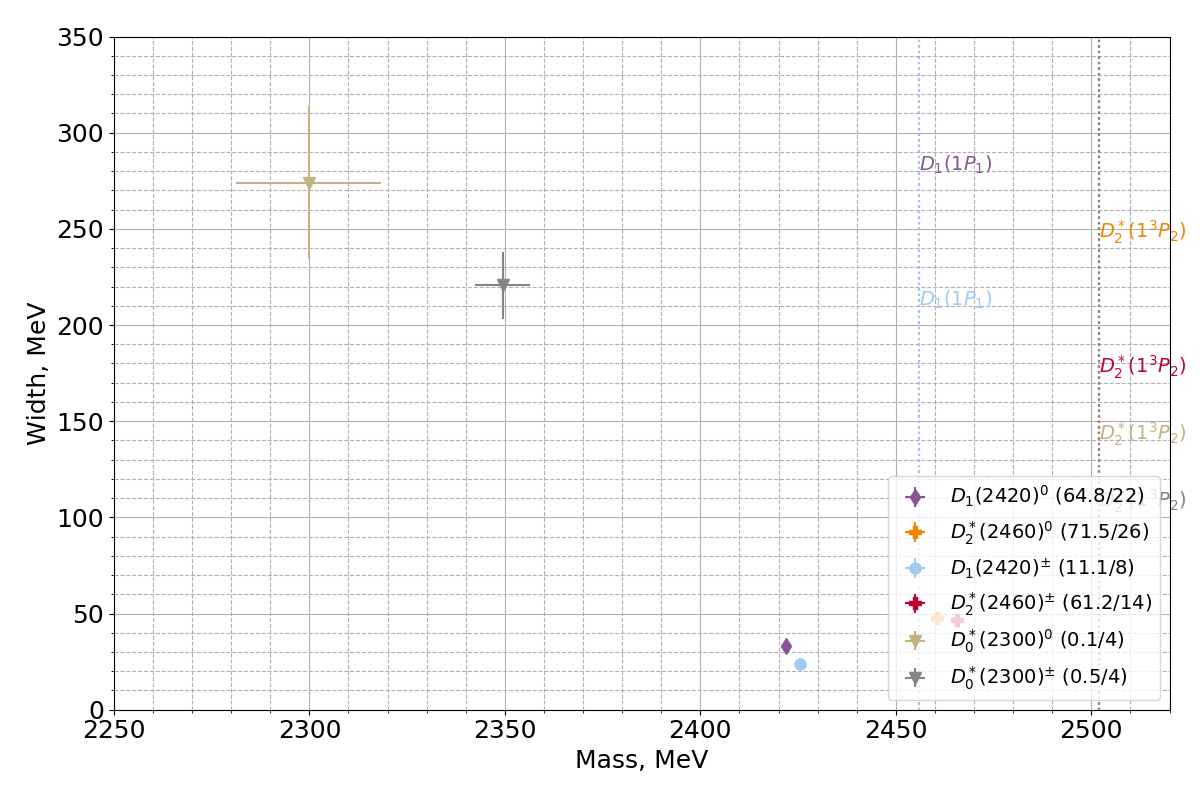 350
300
250
200
150
100
50
0
Width, MeV
2250 2300 2350 2400 2450 2500
Mass, MeV
D₁(1P₁)
D₂*(1³P₂)
D₁(1P₁)
D₂*(1³P₂)
D₂*(1³P₂)
D₁(2420)⁰ (64.8/22)
D₂*(2460)⁰ (71.5/26)
D₁(2420)± (11.1/8)
D₂*(2460)± (61.2/14)
D₀*(2300)⁰ (0.1/4)
D₀*(2300)± (0.5/4)